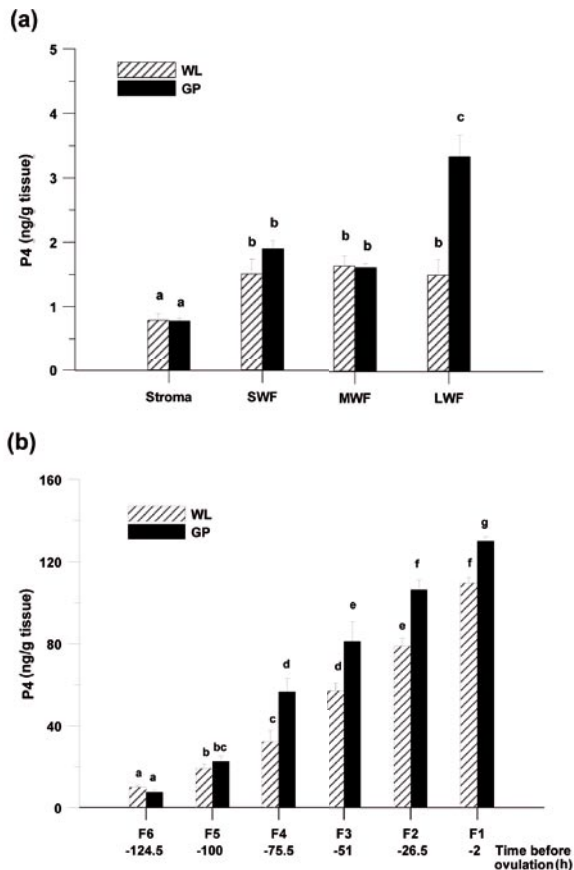 (a)
5
4
3
2
1
0
P4 (ng/g tissue)
WL
GP
a a b b b b b c
Stroma SWF MWF LWF
(b)
160
120
80
40
0
P4 (ng/g tissue)
WL
GP
a a b bc c d d e e f f g
F6 F5 F4 F3 F2 F1
-124.5 -100 -75.5 -51 -26.5 -2 Time before
ovulation(h)